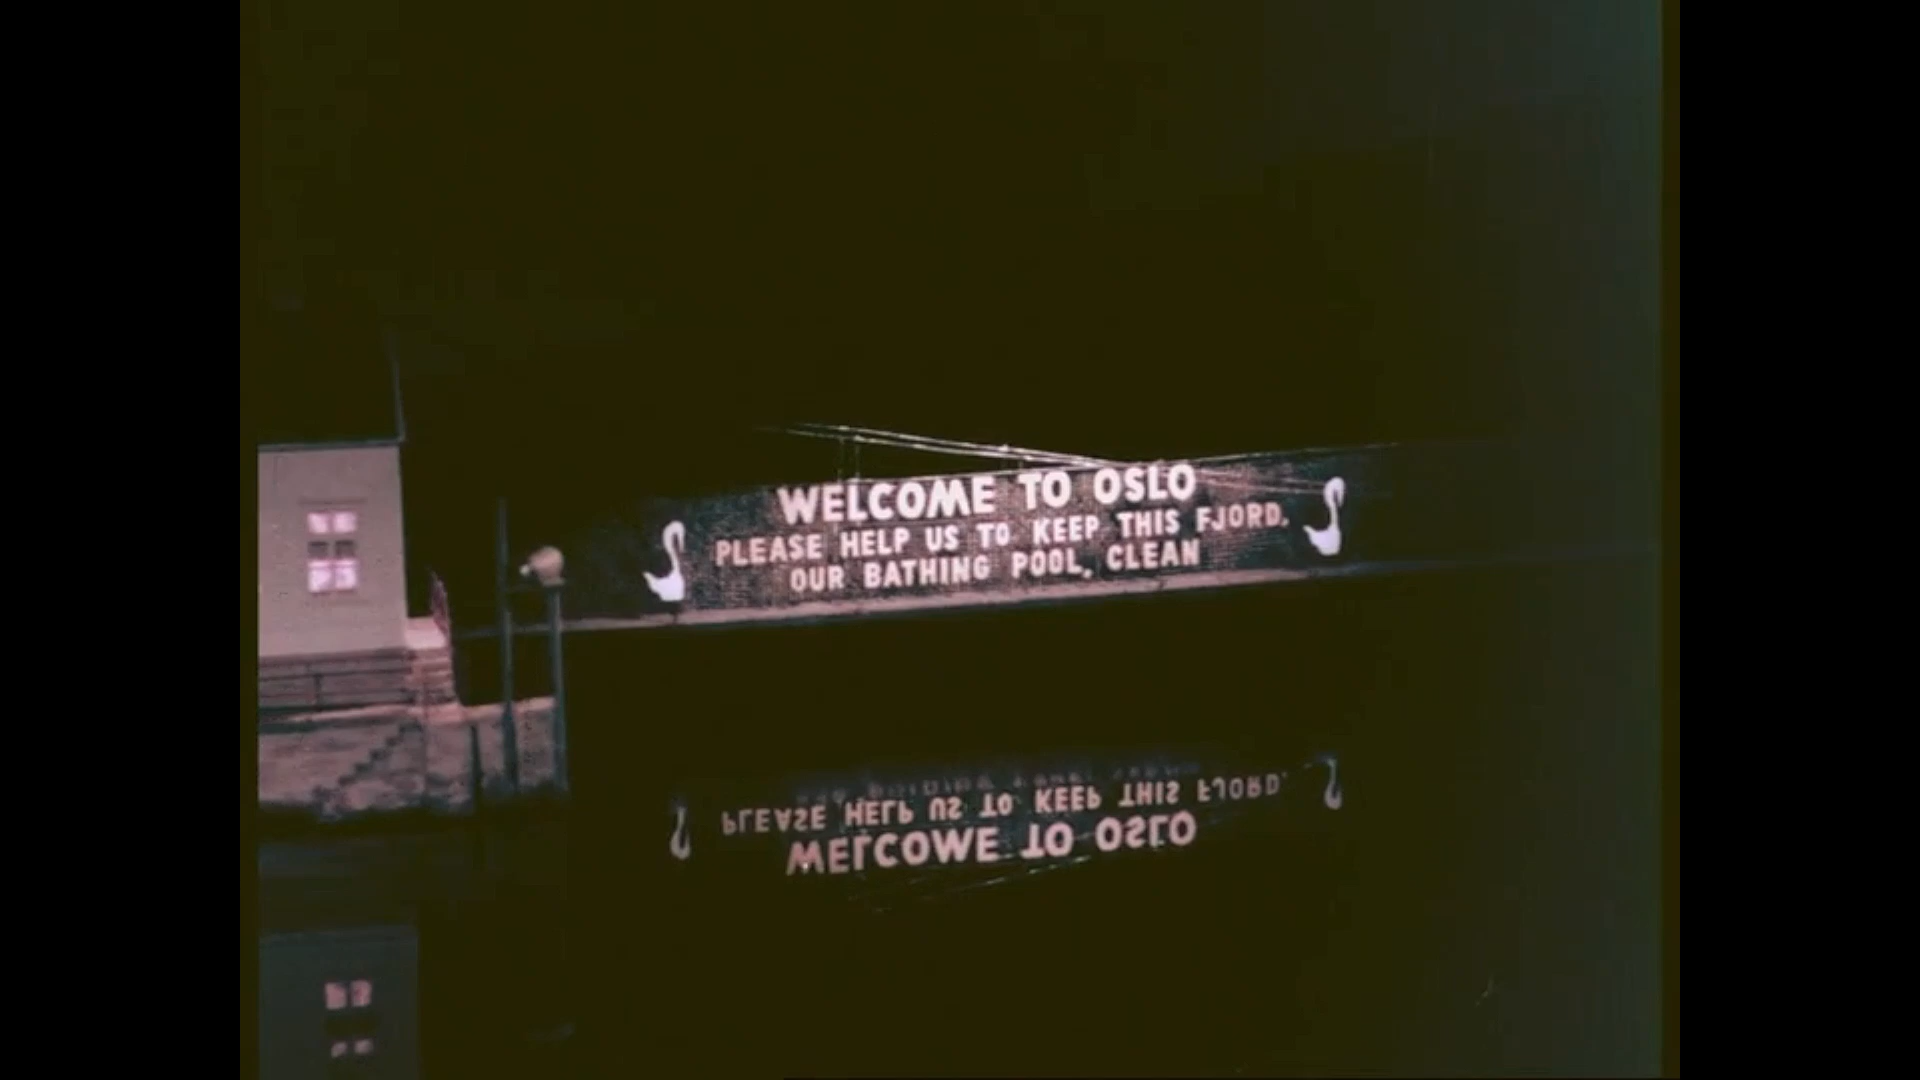 WELCOME TO OSLO
PLEASE HELP US TO KEEP THIS FJORD,
OUR BATHING POOL, CLEAN
PLEASE HELP US TO KEEP THIS FJORD,
WELCOME TO OSLO